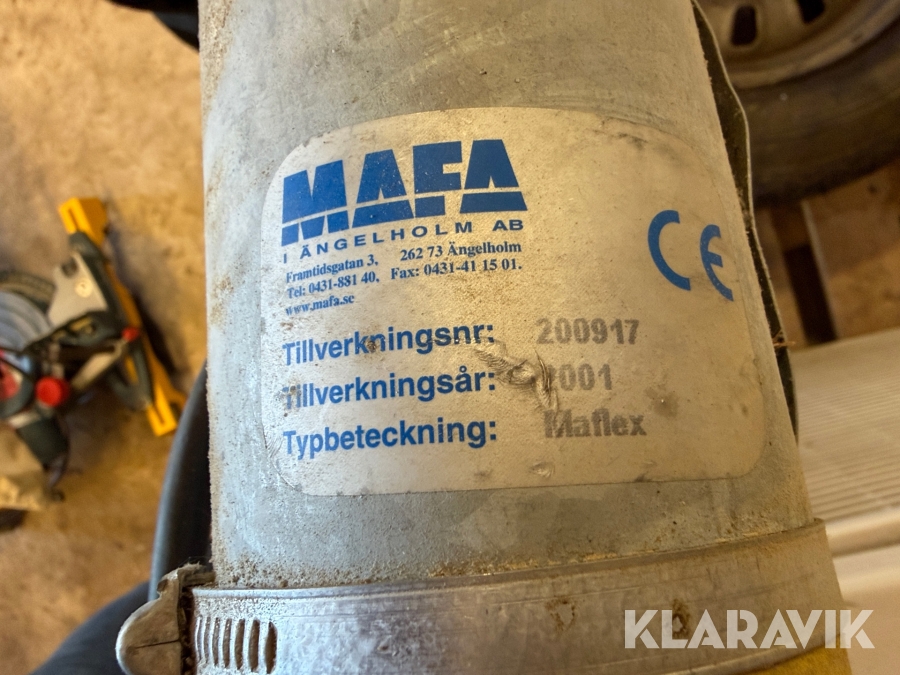 MAFA
I ÄNGELHOLM AB
Framtidsgatan 3, 262 73 Ängelholm
Tel: 0431-881 40, Fax: 0431-41 15 01.
www.mafa.se
CE
Tillverkningsnr: 200917
Tillverkningsår:
Typbeteckning: Maflex
KLARAVIK